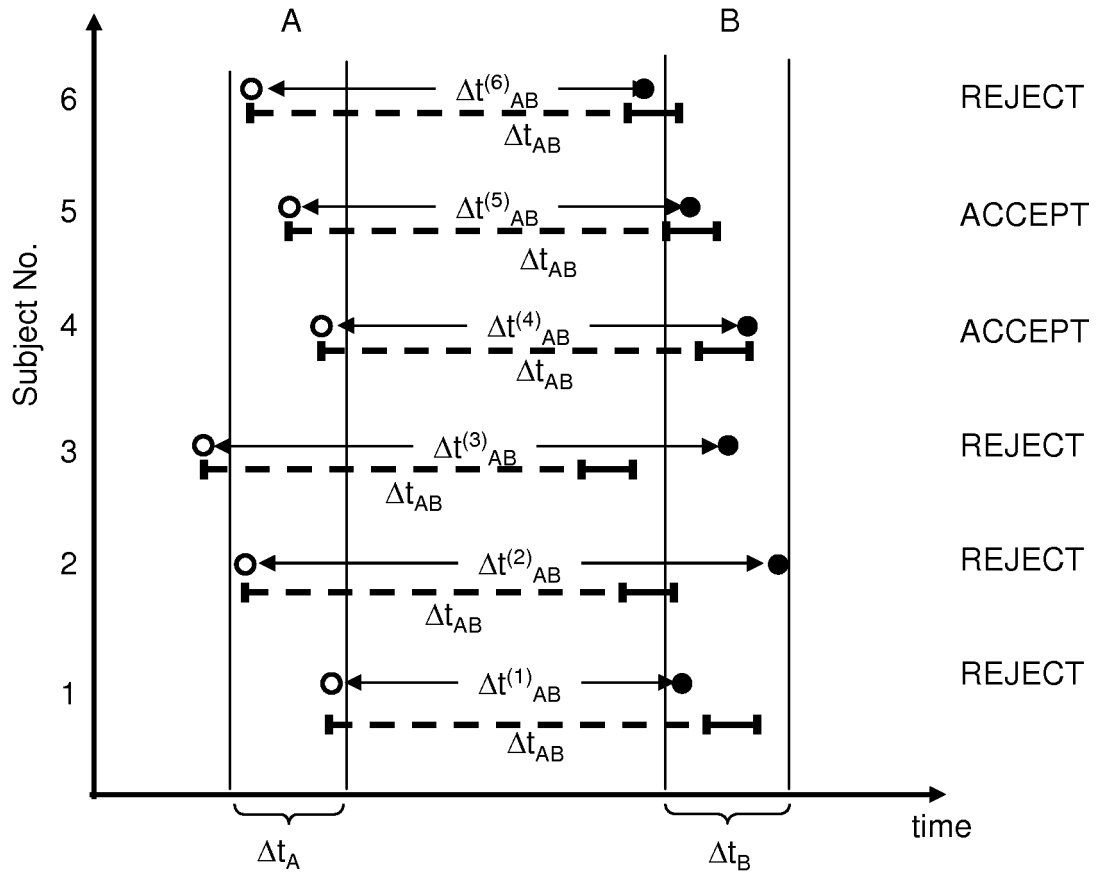 A B
6 Δt(6)AB REJECT
ΔtAB
5 Δt(5)AB ACCEPT
ΔtAB
4 Δt(4)AB ACCEPT
ΔtAB
Subject No.
3 Δt(3)AB REJECT
ΔtAB
2 Δt(2)AB REJECT
ΔtAB
1 Δt(1)AB REJECT
ΔtAB
time
ΔtA ΔtB